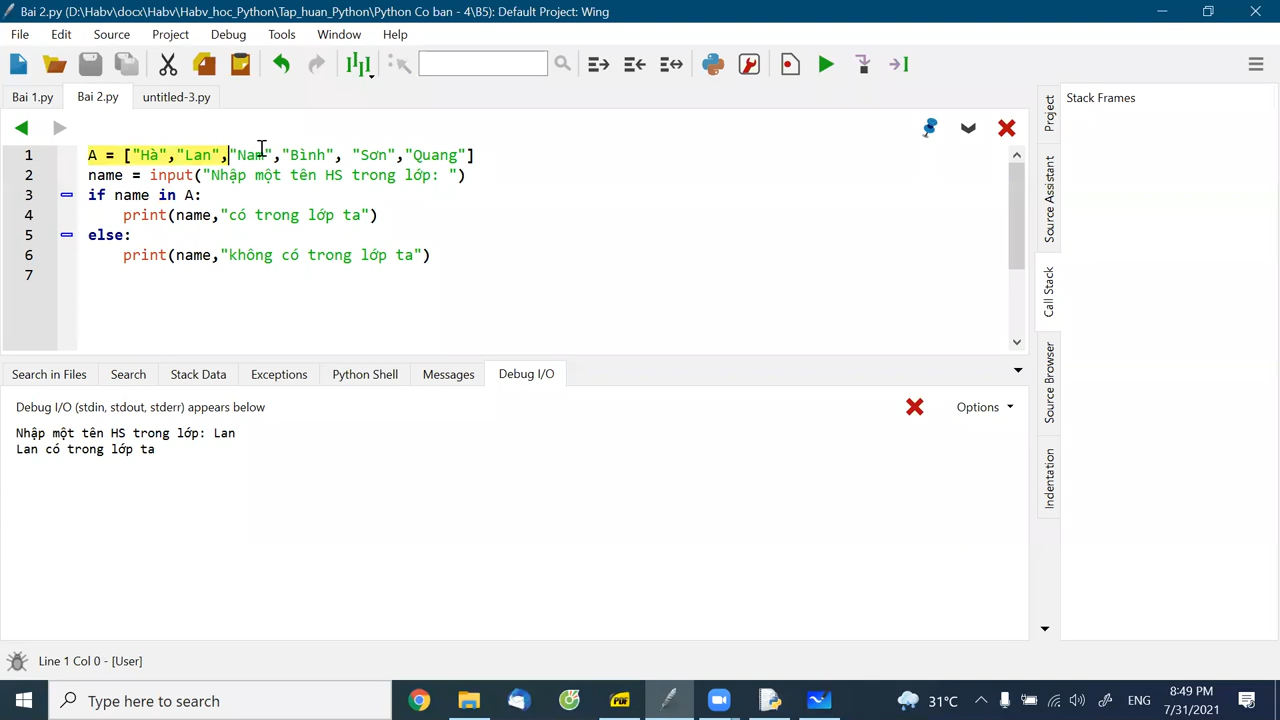 Bai 2.py (D:\Habv\docx\Habv\Habv_hoc_Python\Tap_huan_Python\Python Co ban - 4\B5): Default Project: Wing
File Edit Source Project Debug Tools Window Help
Bai 1.py Bai 2.py untitled-3.py
Stack Frames
1 A = ["Hà","Lan","Nam","Bình", "Sơn","Quang"]
2 name = input("Nhập một tên HS trong lớp: ")
3 if name in A:
4 print(name,"có trong lớp ta")
5 else:
6 print(name,"không có trong lớp ta")
7
Project
Source Assistant
Call Stack
Source Browser
Indentation
Search in Files Search Stack Data Exceptions Python Shell Messages Debug I/O
Debug I/O (stdin, stdout, stderr) appears below
Options
Nhập một tên HS trong lớp: Lan
Lan có trong lớp ta
Line 1 Col 0 - [User]
Type here to search
PDF
31°C
ENG
8:49 PM
7/31/2021